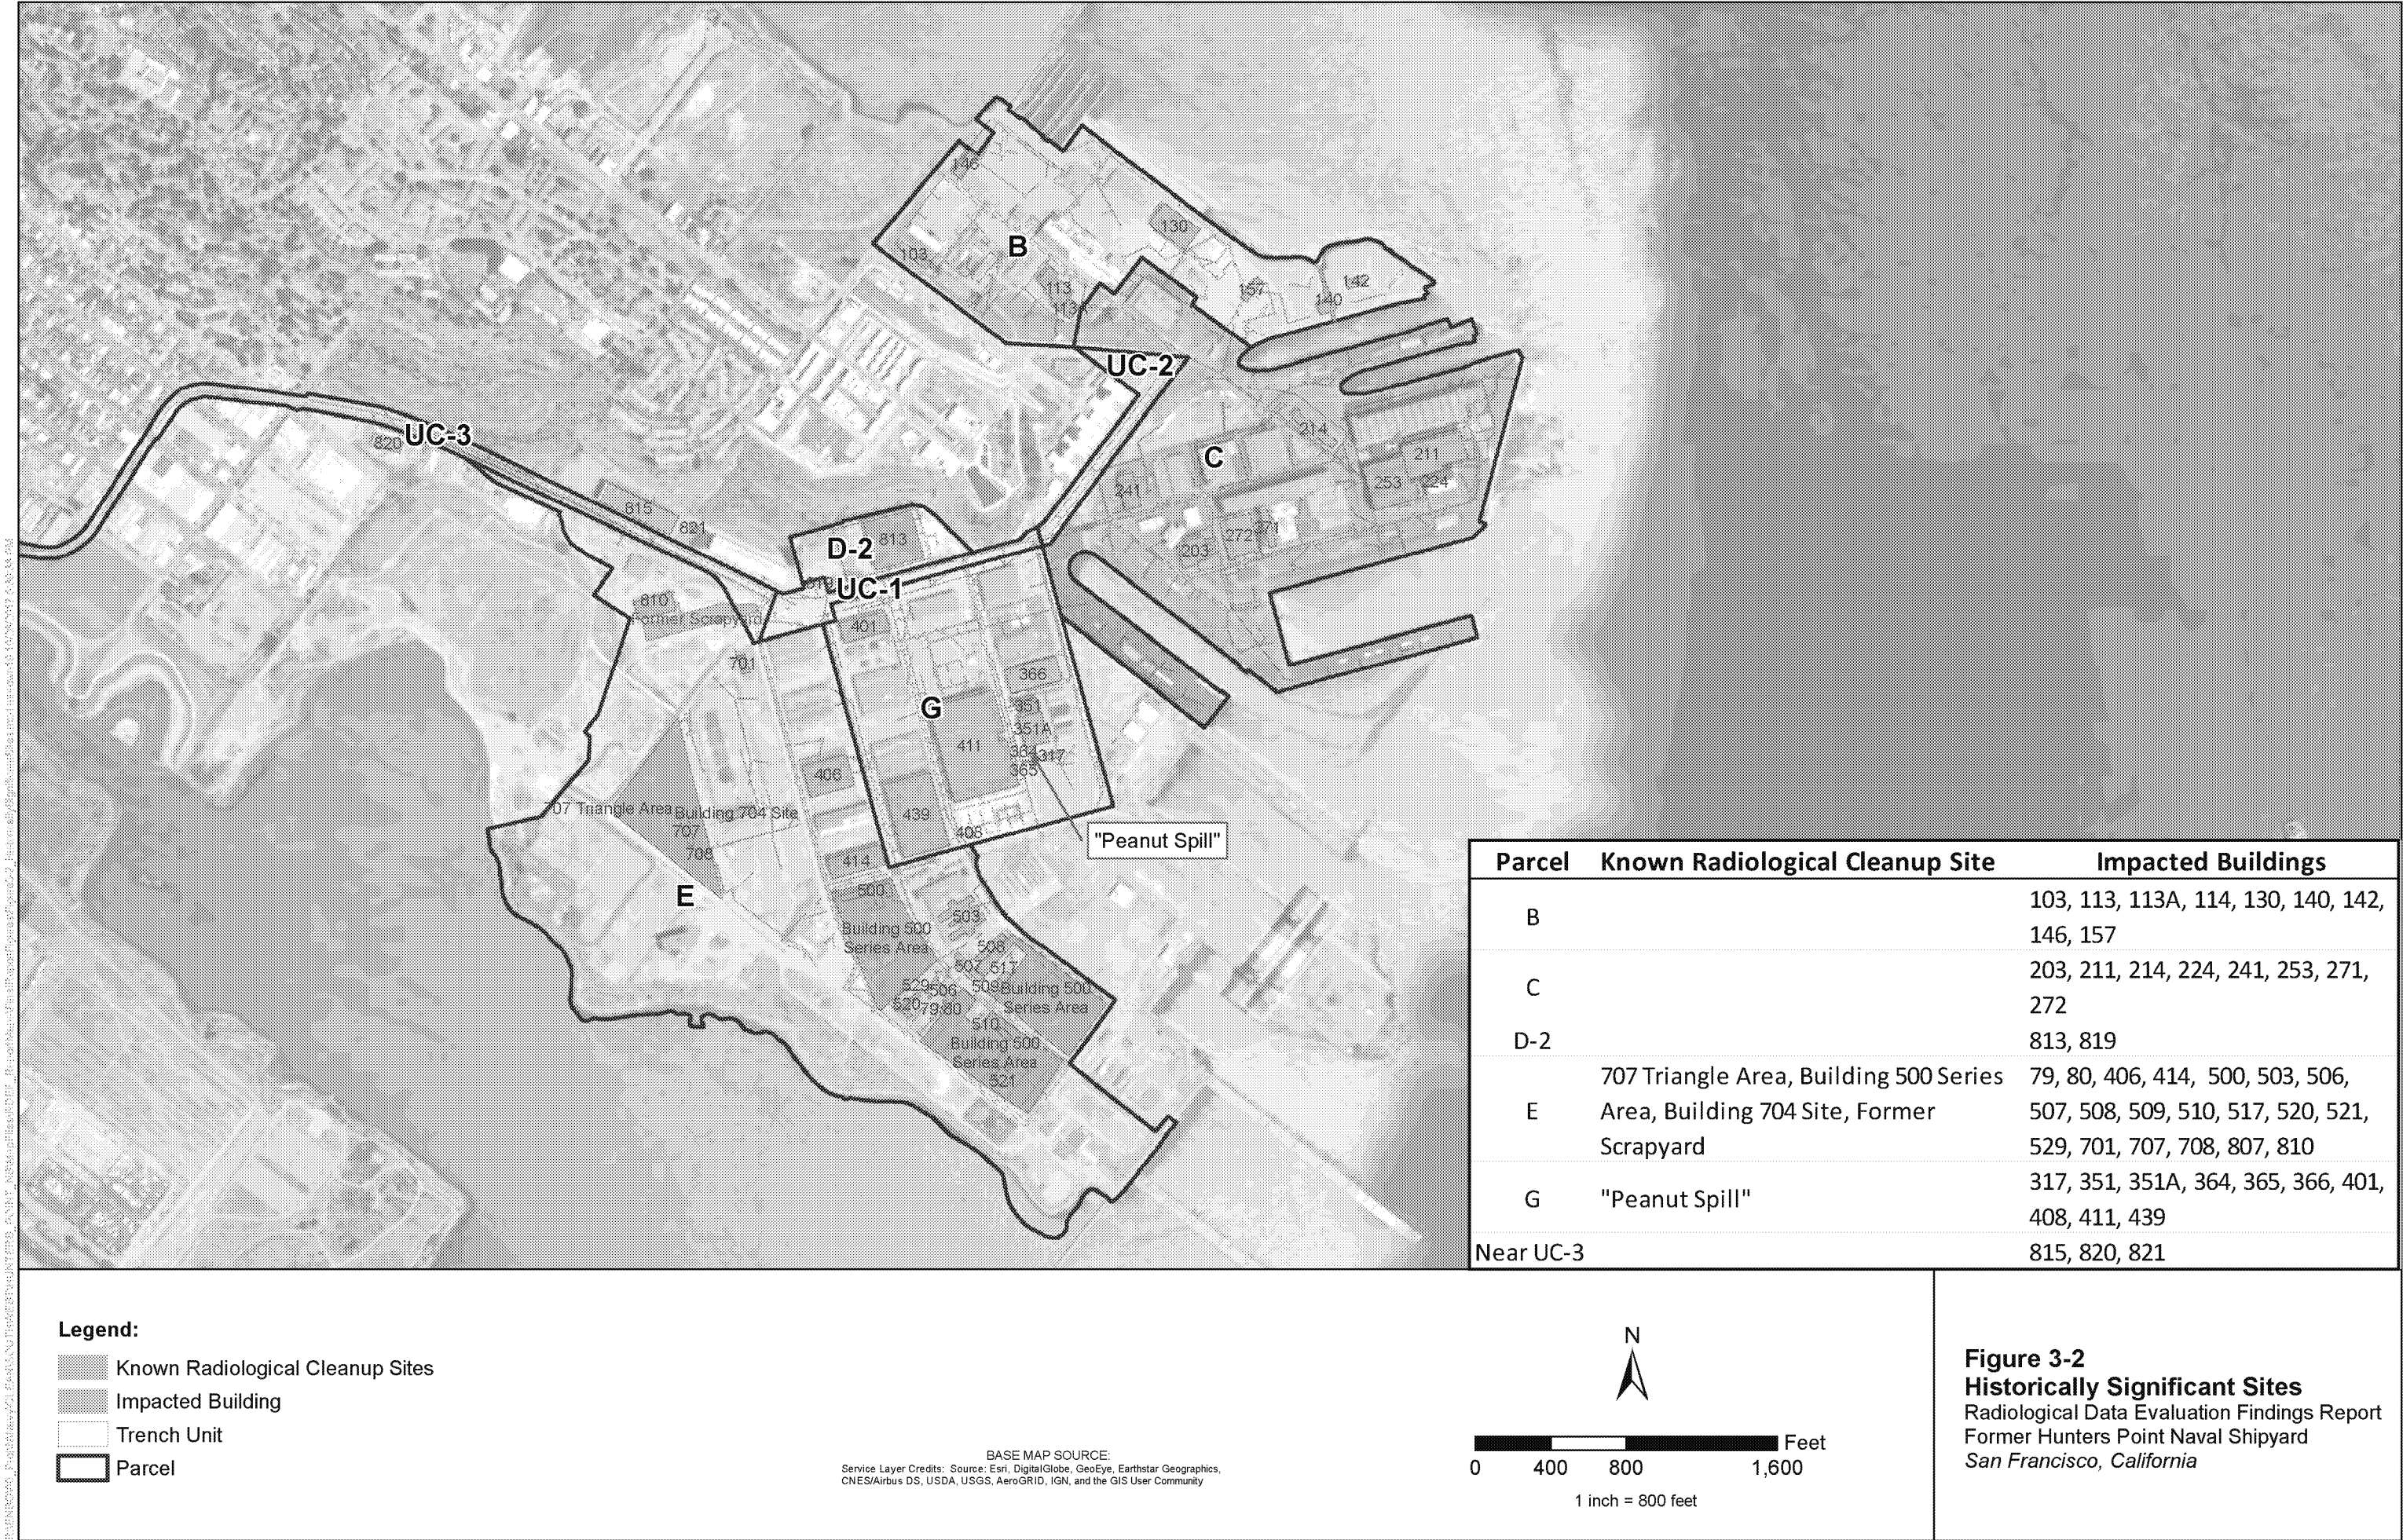 146
130
B
103
113
113A
157
142
140
UC-2
UC-3
820
214
C
211
241
253
224
815
821
D-2
813
272
271
203
819
UC-1
810
Former Scrapyard
401
701
366
G
351
351A
411
364
317
365
406
707 Triangle Area
Building 704 Site
439
707
408
"Peanut Spill"
708
414
E
500
503
Building 500
Series Area
508
507
517
529
506
509
Building 500
Series Area
520
79/80
510
Building 500
Series Area
521
Parcel Known Radiological Cleanup Site Impacted Buildings
B 103, 113, 113A, 114, 130, 140, 142,
146, 157
C 203, 211, 214, 224, 241, 253, 271,
272
D-2 813, 819
707 Triangle Area, Building 500 Series 79, 80, 406, 414, 500, 503, 506,
E Area, Building 704 Site, Former 507, 508, 509, 510, 517, 520, 521,
Scrapyard 529, 701, 707, 708, 807, 810
G "Peanut Spill" 317, 351, 351A, 364, 365, 366, 401,
408, 411, 439
Near UC-3 815, 820, 821
Legend:
Known Radiological Cleanup Sites
Impacted Building
Trench Unit
Parcel
BASE MAP SOURCE:
Service Layer Credits: Source: Esri, DigitalGlobe, GeoEye, Earthstar Geographics,
CNES/Airbus DS, USDA, USGS, AeroGRID, IGN, and the GIS User Community
N
Feet
0 400 800 1,600
1 inch = 800 feet
Figure 3-2
Historically Significant Sites
Radiological Data Evaluation Findings Report
Former Hunters Point Naval Shipyard
San Francisco, California